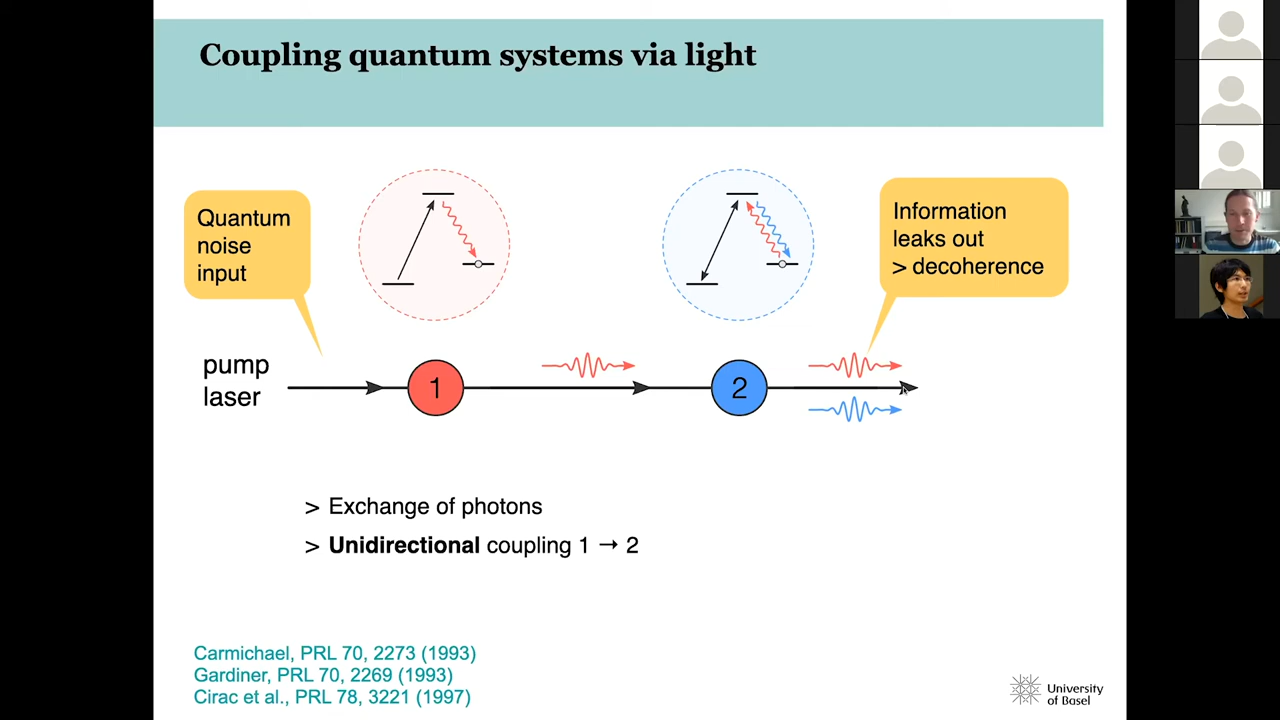 Coupling quantum systems via light
Quantum
noise
input
Information
leaks out
> decoherence
pump
laser
1
2
> Exchange of photons
> Unidirectional coupling 1 → 2
Carmichael, PRL 70, 2273 (1993)
Gardiner, PRL 70, 2269 (1993)
Cirac et al., PRL 78, 3221 (1997)
University
of Basel